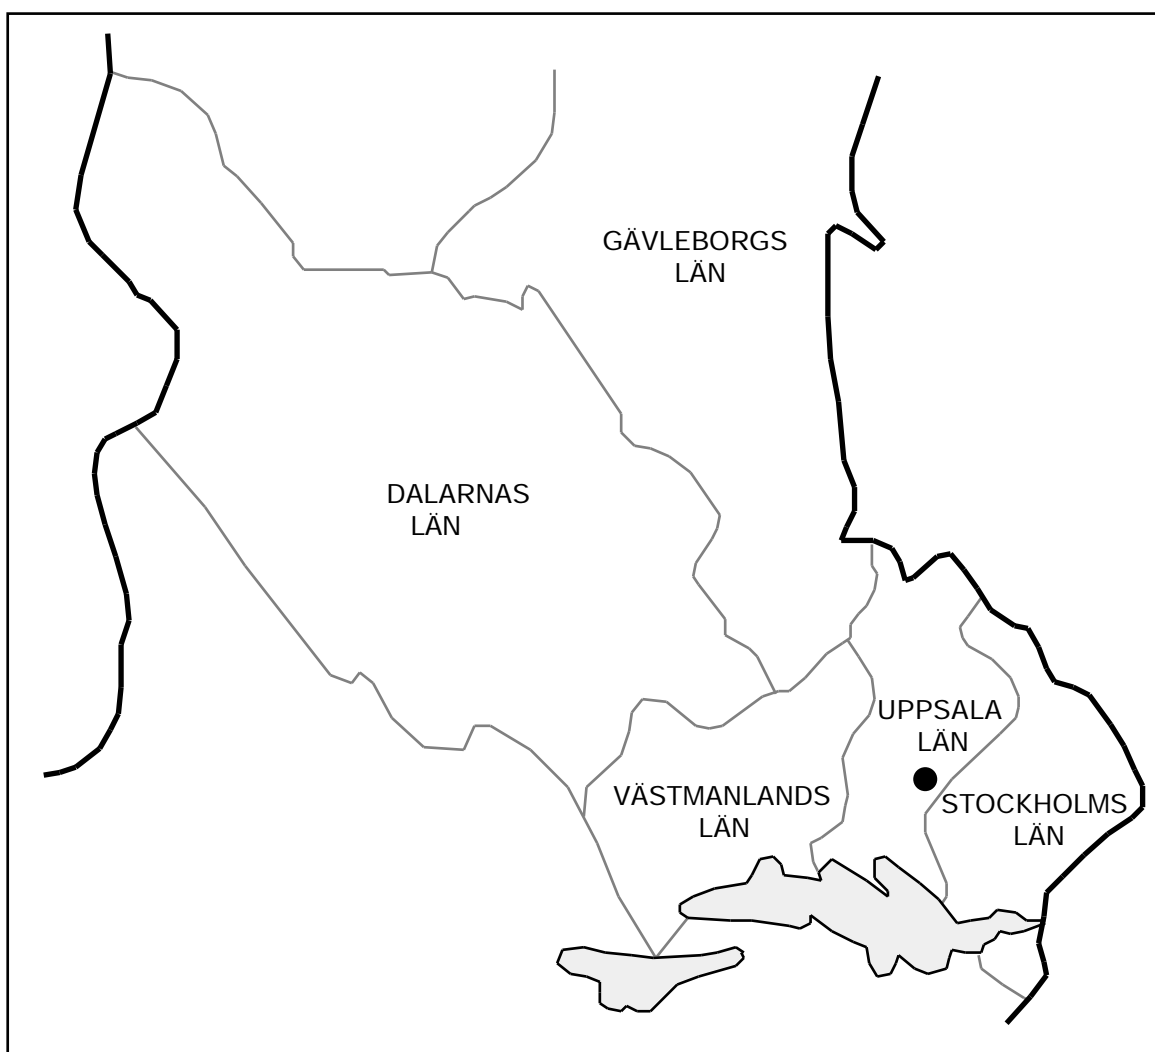 GÄVLEBORGS
LÄN
DALARNAS
LÄN
UPPSALA
LÄN
VÄSTMANLANDS
LÄN
STOCKHOLMS
LÄN